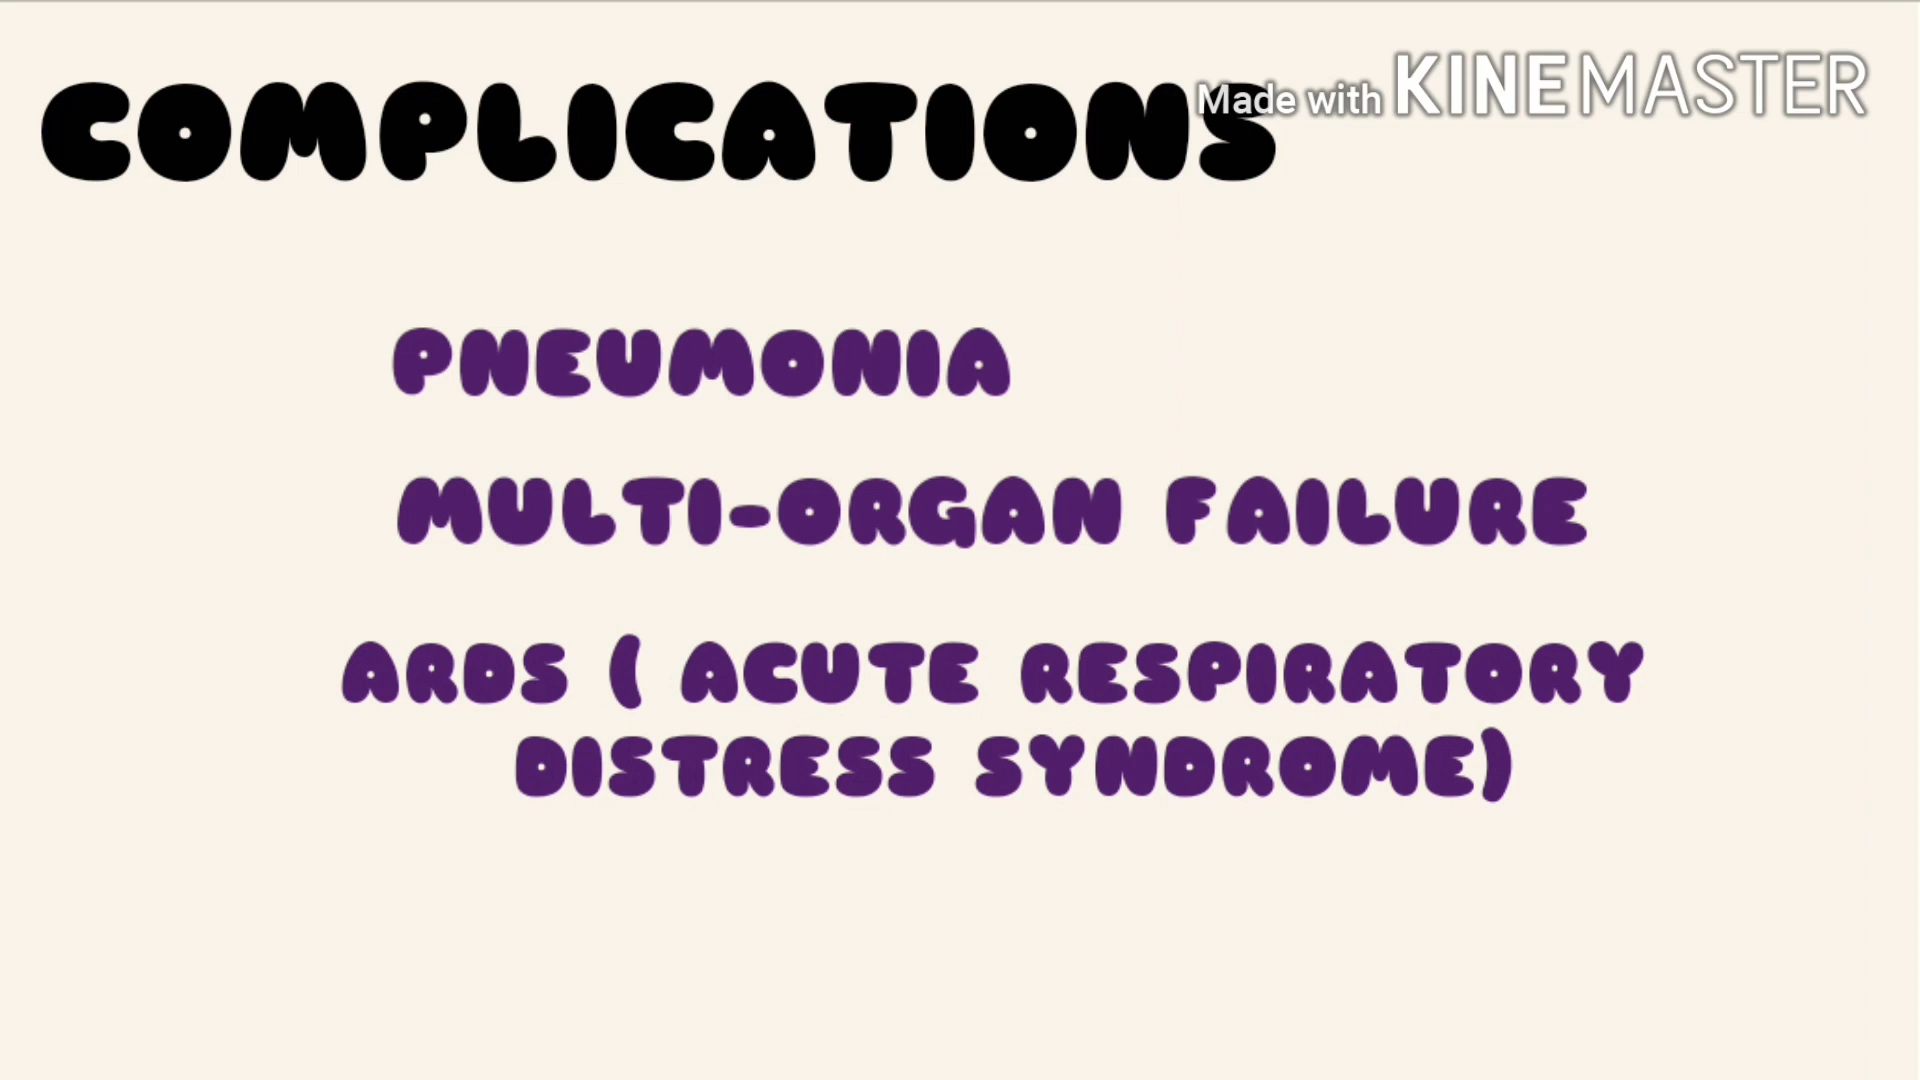 COMPLICATIONS
Made with KINEMASTER
PNEUMONIA
MULTI-ORGAN FAILURE
ARDS ( ACUTE RESPIRATORY
DISTRESS SYNDROME)